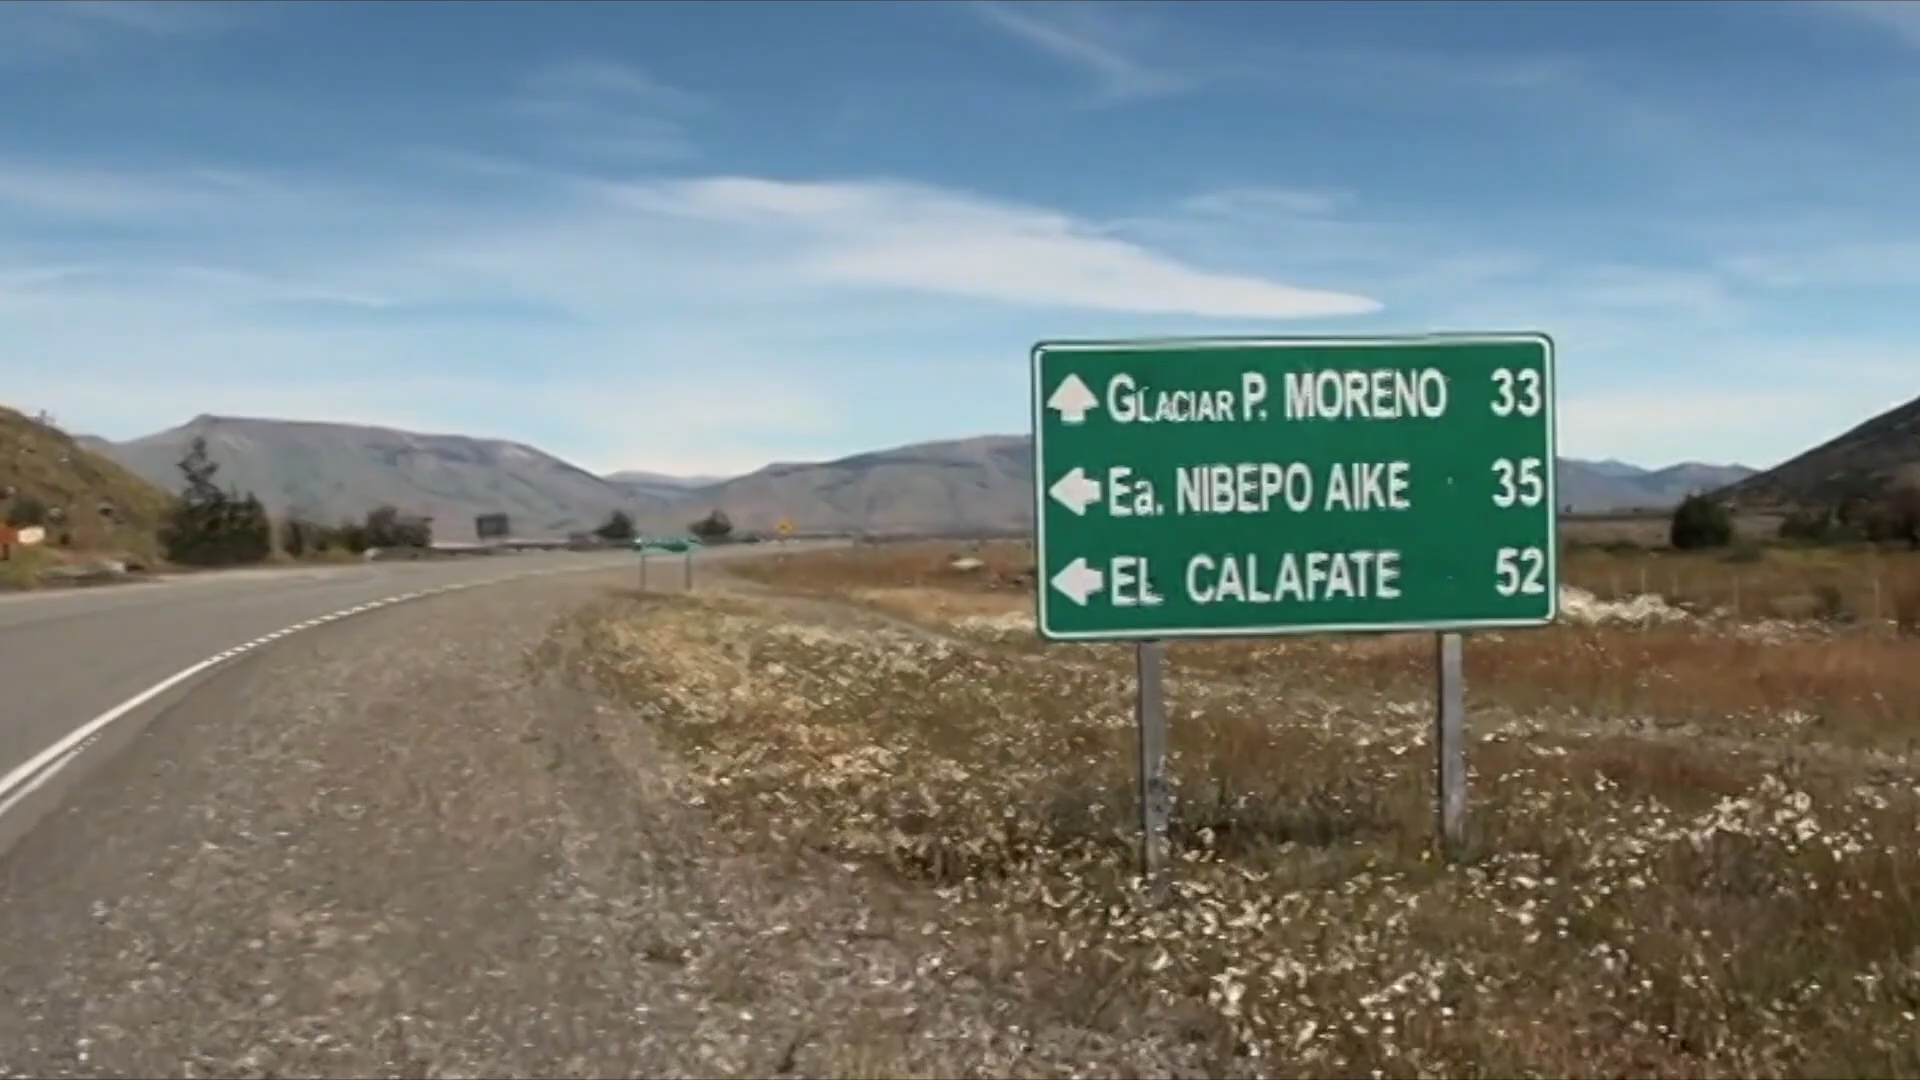 GLACIAR P. MORENO 33
Ea. NIBEPO AIKE 35
EL CALAFATE 52